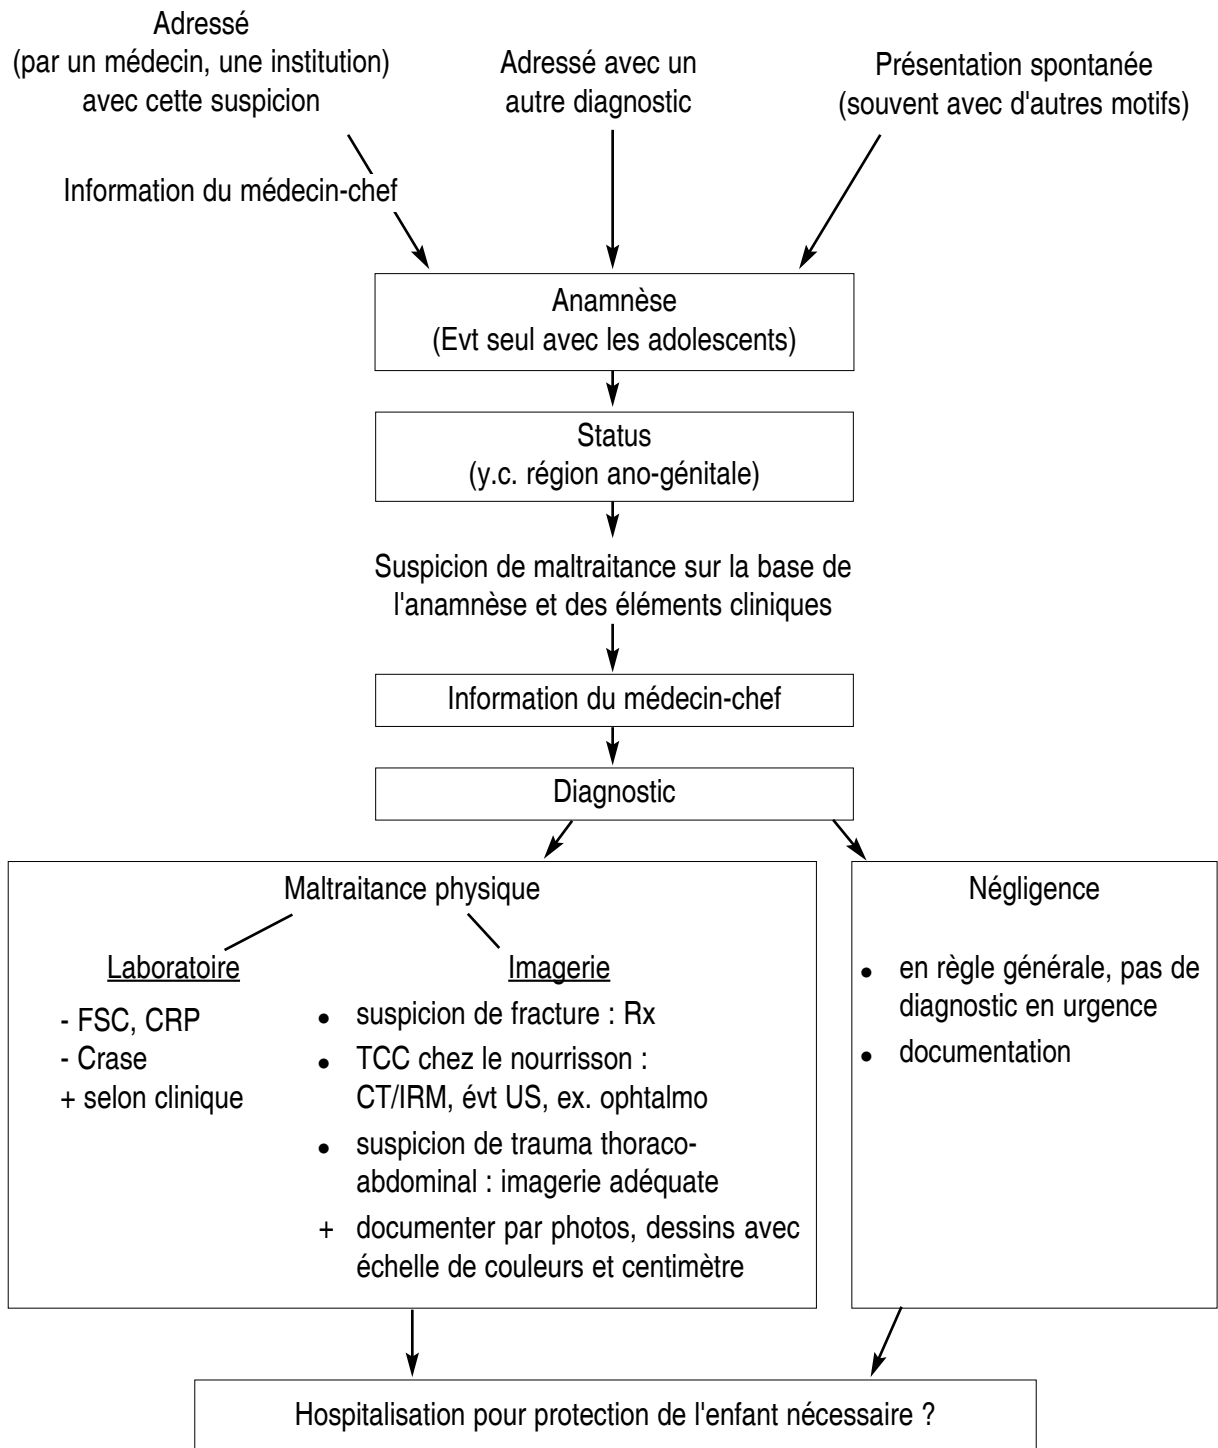 Adressé
(par un médecin, une institution)
avec cette suspicion
Adressé avec un
autre diagnostic
Présentation spontanée
(souvent avec d'autres motifs)
Information du médecin-chef
Anamnèse
(Evt seul avec les adolescents)
Status
(y.c. région ano-génitale)
Suspicion de maltraitance sur la base de
l'anamnèse et des éléments cliniques
Information du médecin-chef
Diagnostic
Maltraitance physique
Laboratoire
- FSC, CRP
- Crase
+ selon clinique
Imagerie
• suspicion de fracture : Rx
• TCC chez le nourrisson :
CT/IRM, évt US, ex. ophtalmo
• suspicion de trauma thoraco-
abdominal : imagerie adéquate
+ documenter par photos, dessins avec
échelle de couleurs et centimètre
Négligence
• en règle générale, pas de
diagnostic en urgence
• documentation
Hospitalisation pour protection de l'enfant nécessaire ?